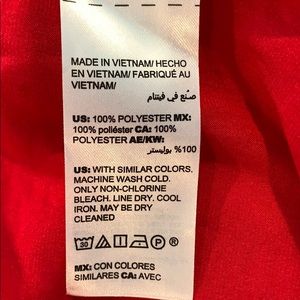 MADE IN VIETNAM/ HECHO
EN VIETNAM/ FABRIQUÉ AU
VIETNAM/
صنع في فيتنام
US: 100% POLYESTER MX:
100% poliéster CA: 100%
POLYESTER AE/KW:
100% بوليستر
US: WITH SIMILAR COLORS.
MACHINE WASH COLD.
ONLY NON-CHLORINE
BLEACH. LINE DRY. COOL
IRON. MAY BE DRY
CLEANED
30 P
MX: CON COLORES
SIMILARES CA: AVEC